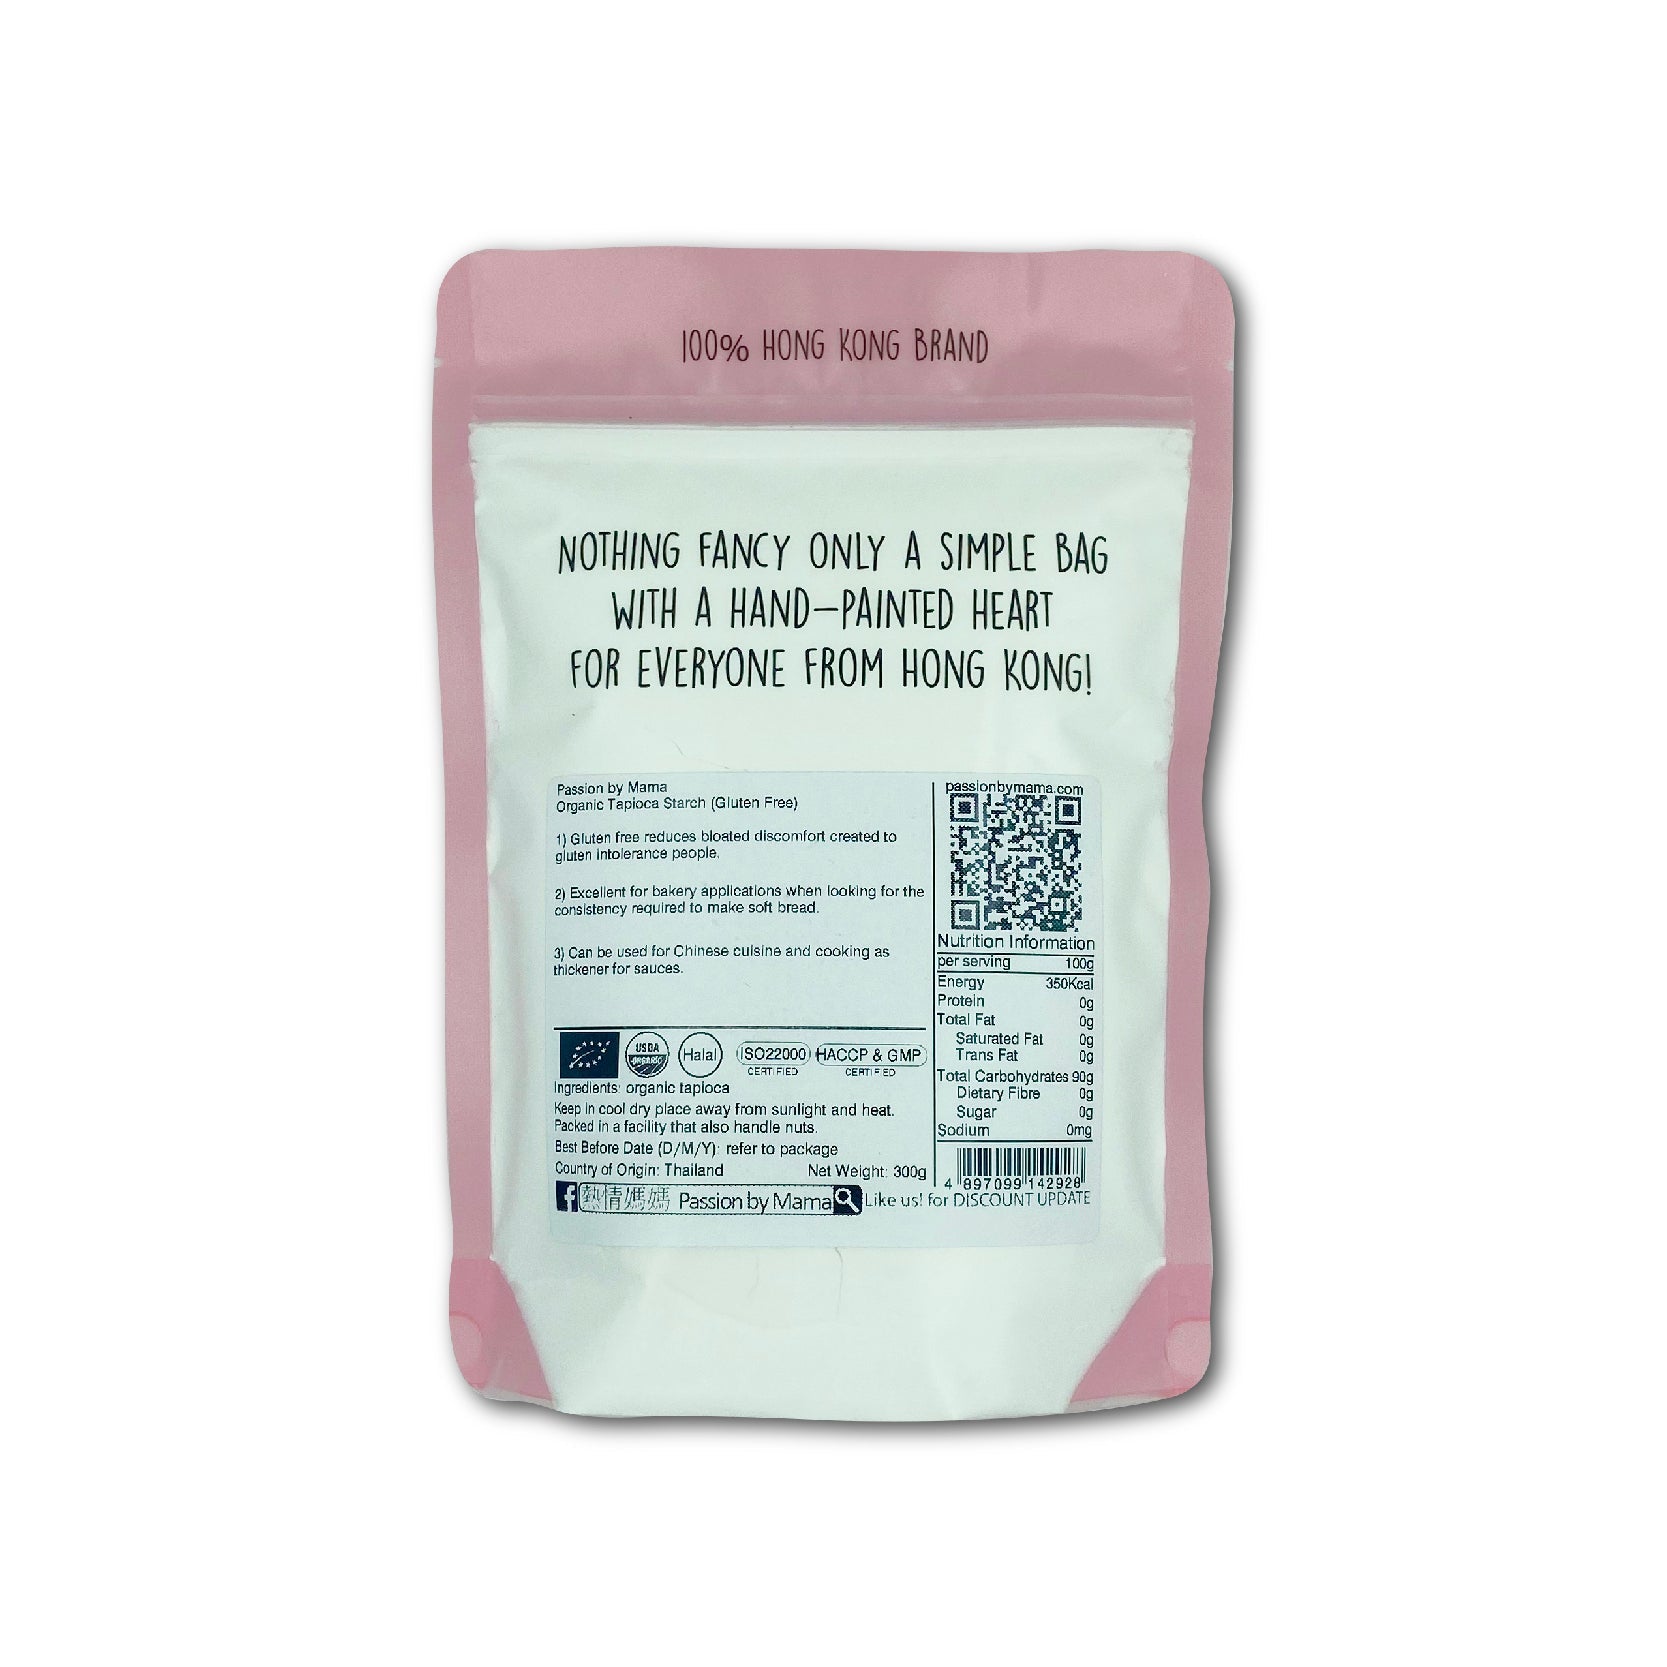 100% HONG KONG BRAND
NOTHING FANCY ONLY A SIMPLE BAG
WITH A HAND-PAINTED HEART
FOR EVERYONE FROM HONG KONG!
Passion by Mama
Organic Tapioca Starch (Gluten Free)
1) Gluten free reduces bloated discomfort created to
gluten intolerance people.
2) Excellent for bakery applications when looking for the
consistency required to make soft bread.
3) Can be used for Chinese cuisine and cooking as
thickener for sauces.
USDA
ORGANIC
Halal
ISO22000
CERTIFIED
HACCP & GMP
CERTIFIED
Ingredients: organic tapioca
Keep in cool dry place away from sunlight and heat.
Packed in a facility that also handle nuts.
Best Before Date (D/M/Y): refer to package
Country of Origin: Thailand Net Weight: 300g
passionbymama.com
Nutrition Information
per serving 100g
Energy 350Kcal
Protein 0g
Total Fat 0g
Saturated Fat 0g
Trans Fat 0g
Total Carbohydrates 90g
Dietary Fibre 0g
Sugar 0g
Sodium 0mg
4 897099 142928
f 熱情媽媽 Passion by Mama Like us! for DISCOUNT UPDATE